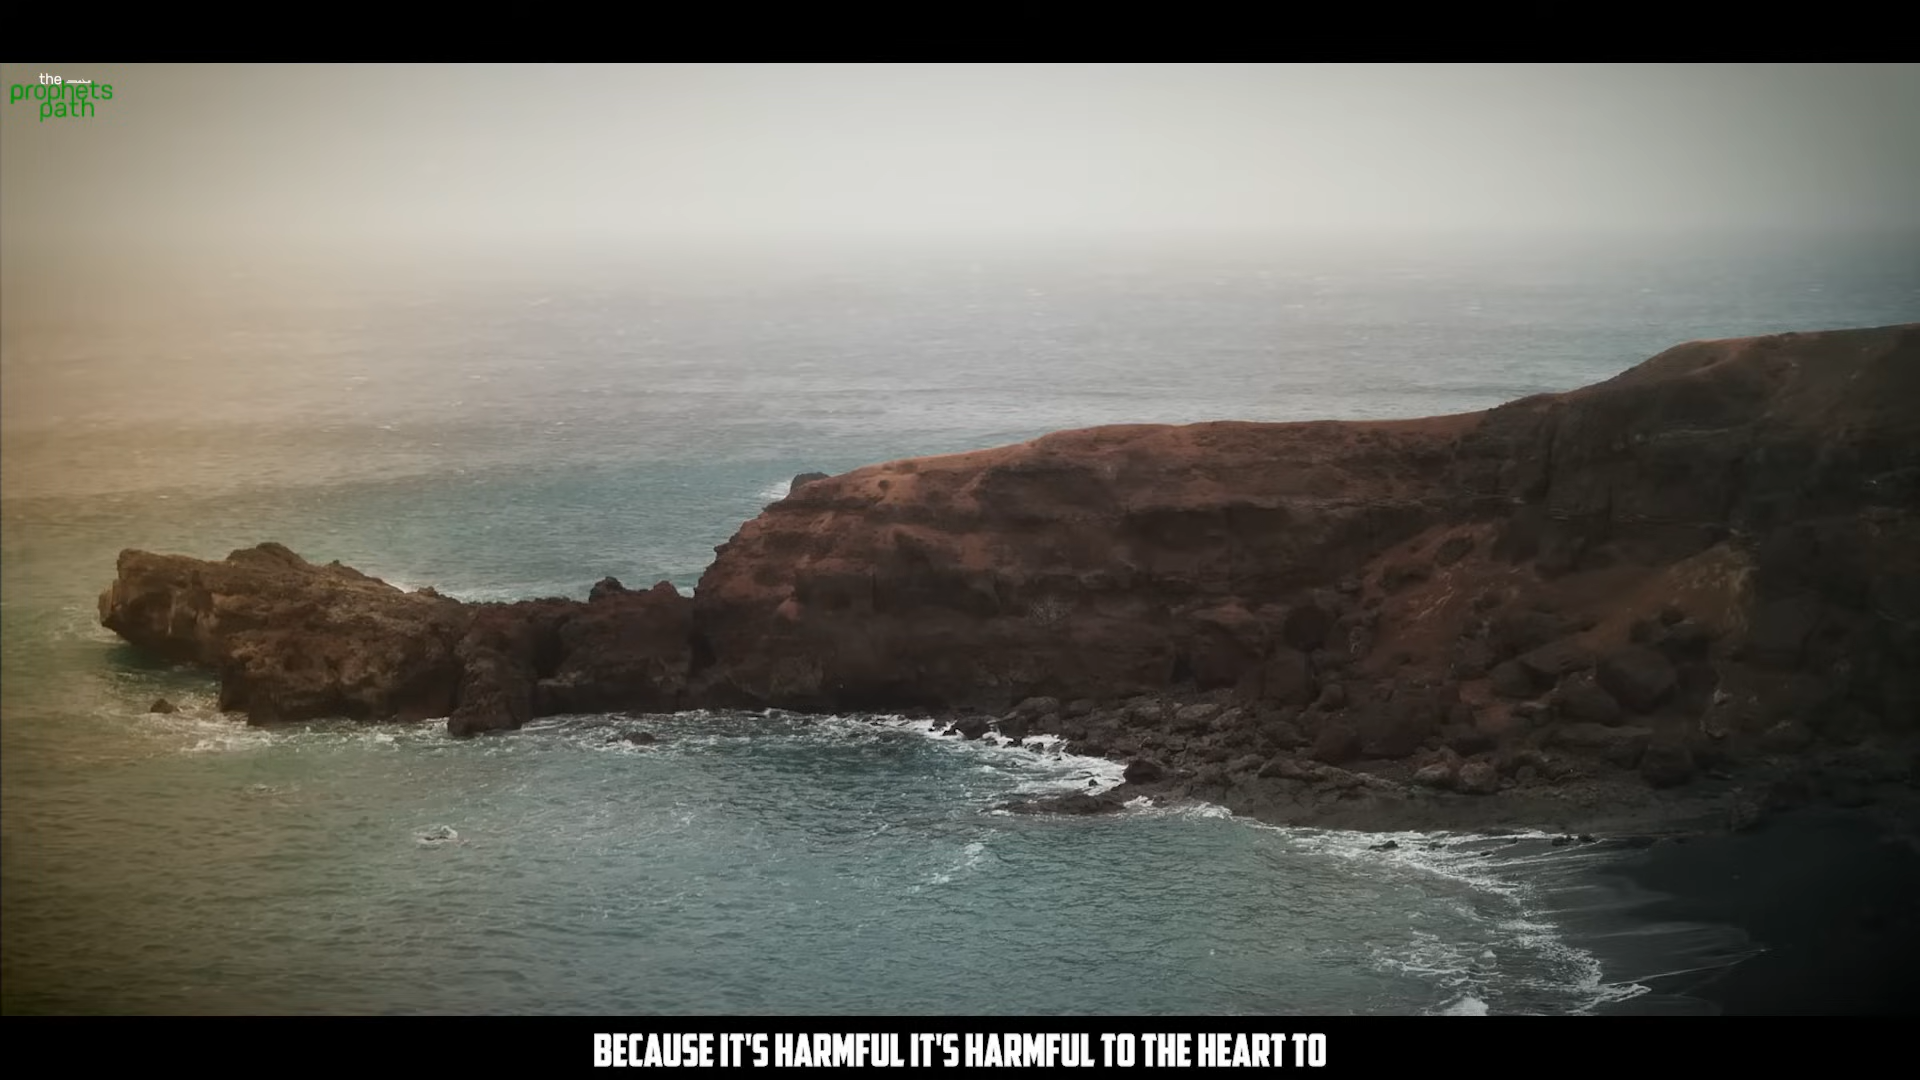 the
prophets
path
BECAUSE IT'S HARMFUL IT'S HARMFUL TO THE HEART TO